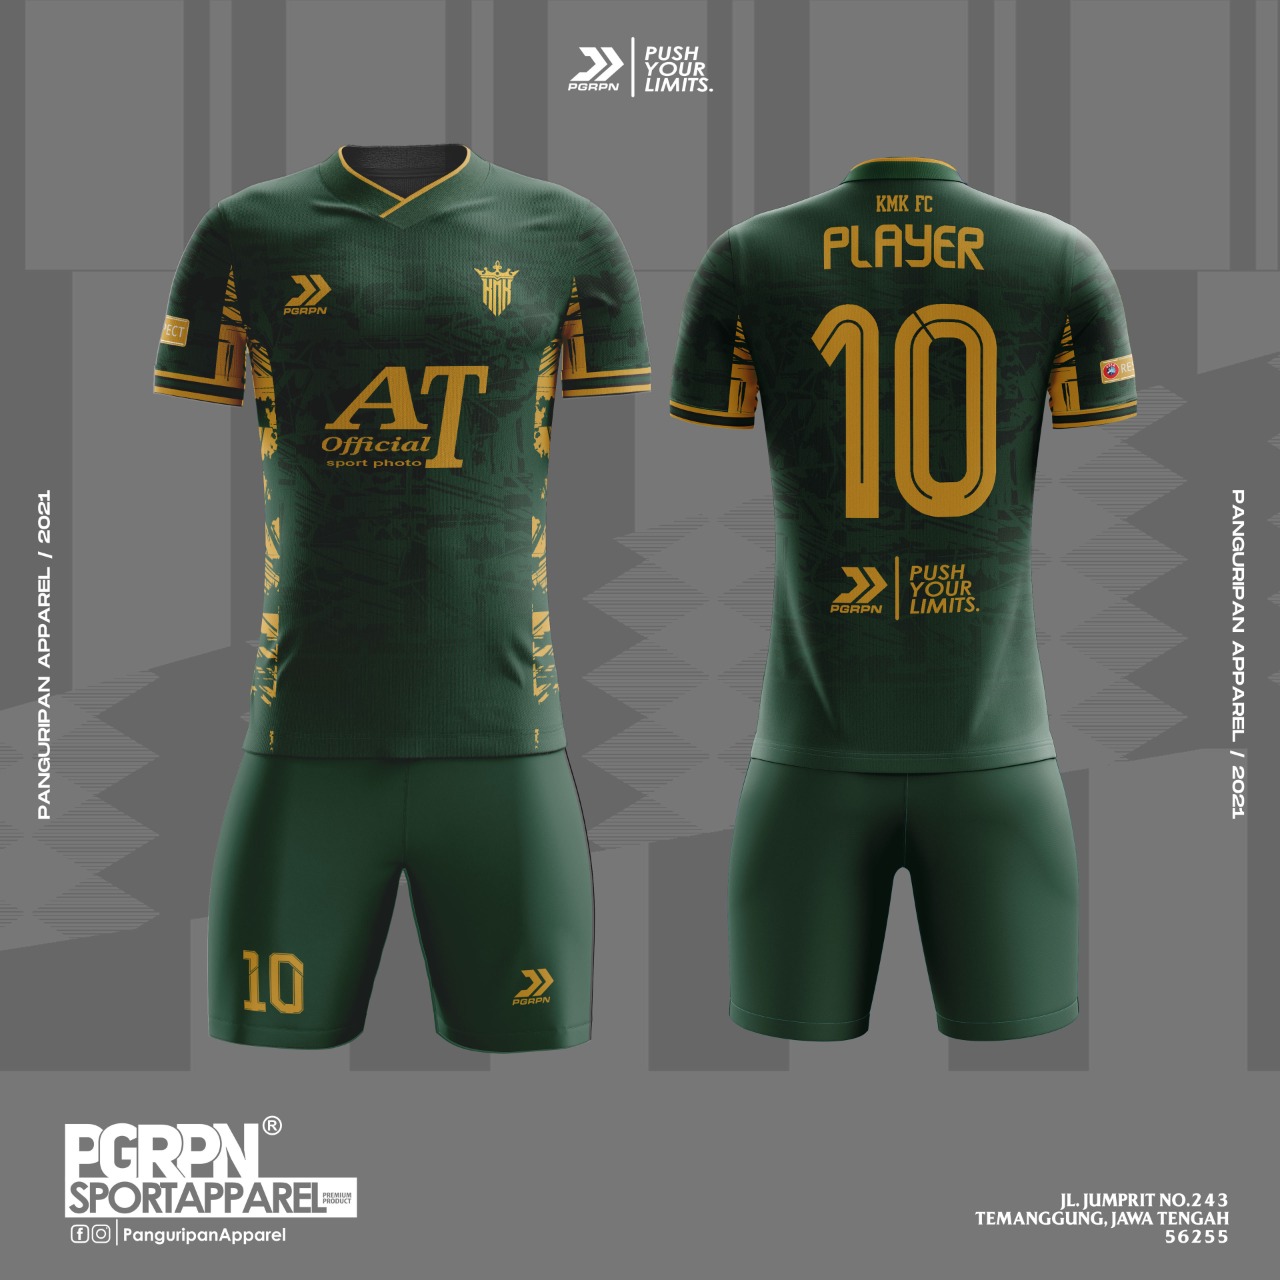 PGRPN
PUSH
YOUR
LIMITS.
KMK FC
PLAYER
10
PGRPN
KMK
AT
Official
sport photo
PGRPN
PUSH
YOUR
LIMITS.
PANGURIPAN APPAREL / 2021
PANGURIPAN APPAREL / 2021
10
PGRPN
PGRPN®
SPORTAPPAREL
PREMIUM
PRODUCT
PanguripanApparel
JL. JUMPRIT NO.243
TEMANGGUNG, JAWA TENGAH
56255